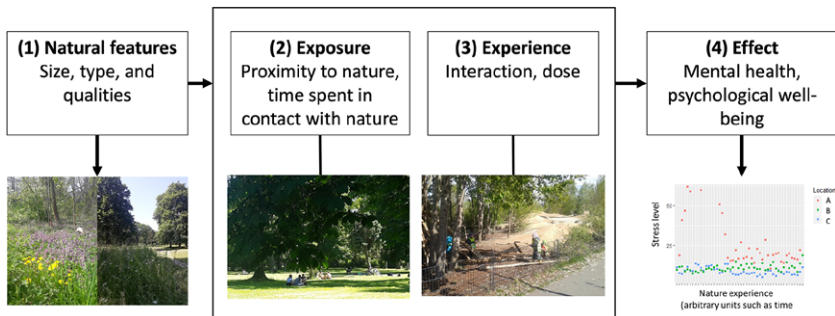 (1) Natural features
Size, type, and
qualities
(2) Exposure
Proximity to nature,
time spent in
contact with nature
(3) Experience
Interaction, dose
(4) Effect
Mental health,
psychological well-
being
Stress level
50
25
Location
A
B
C
Nature experience
(arbitrary units such as time